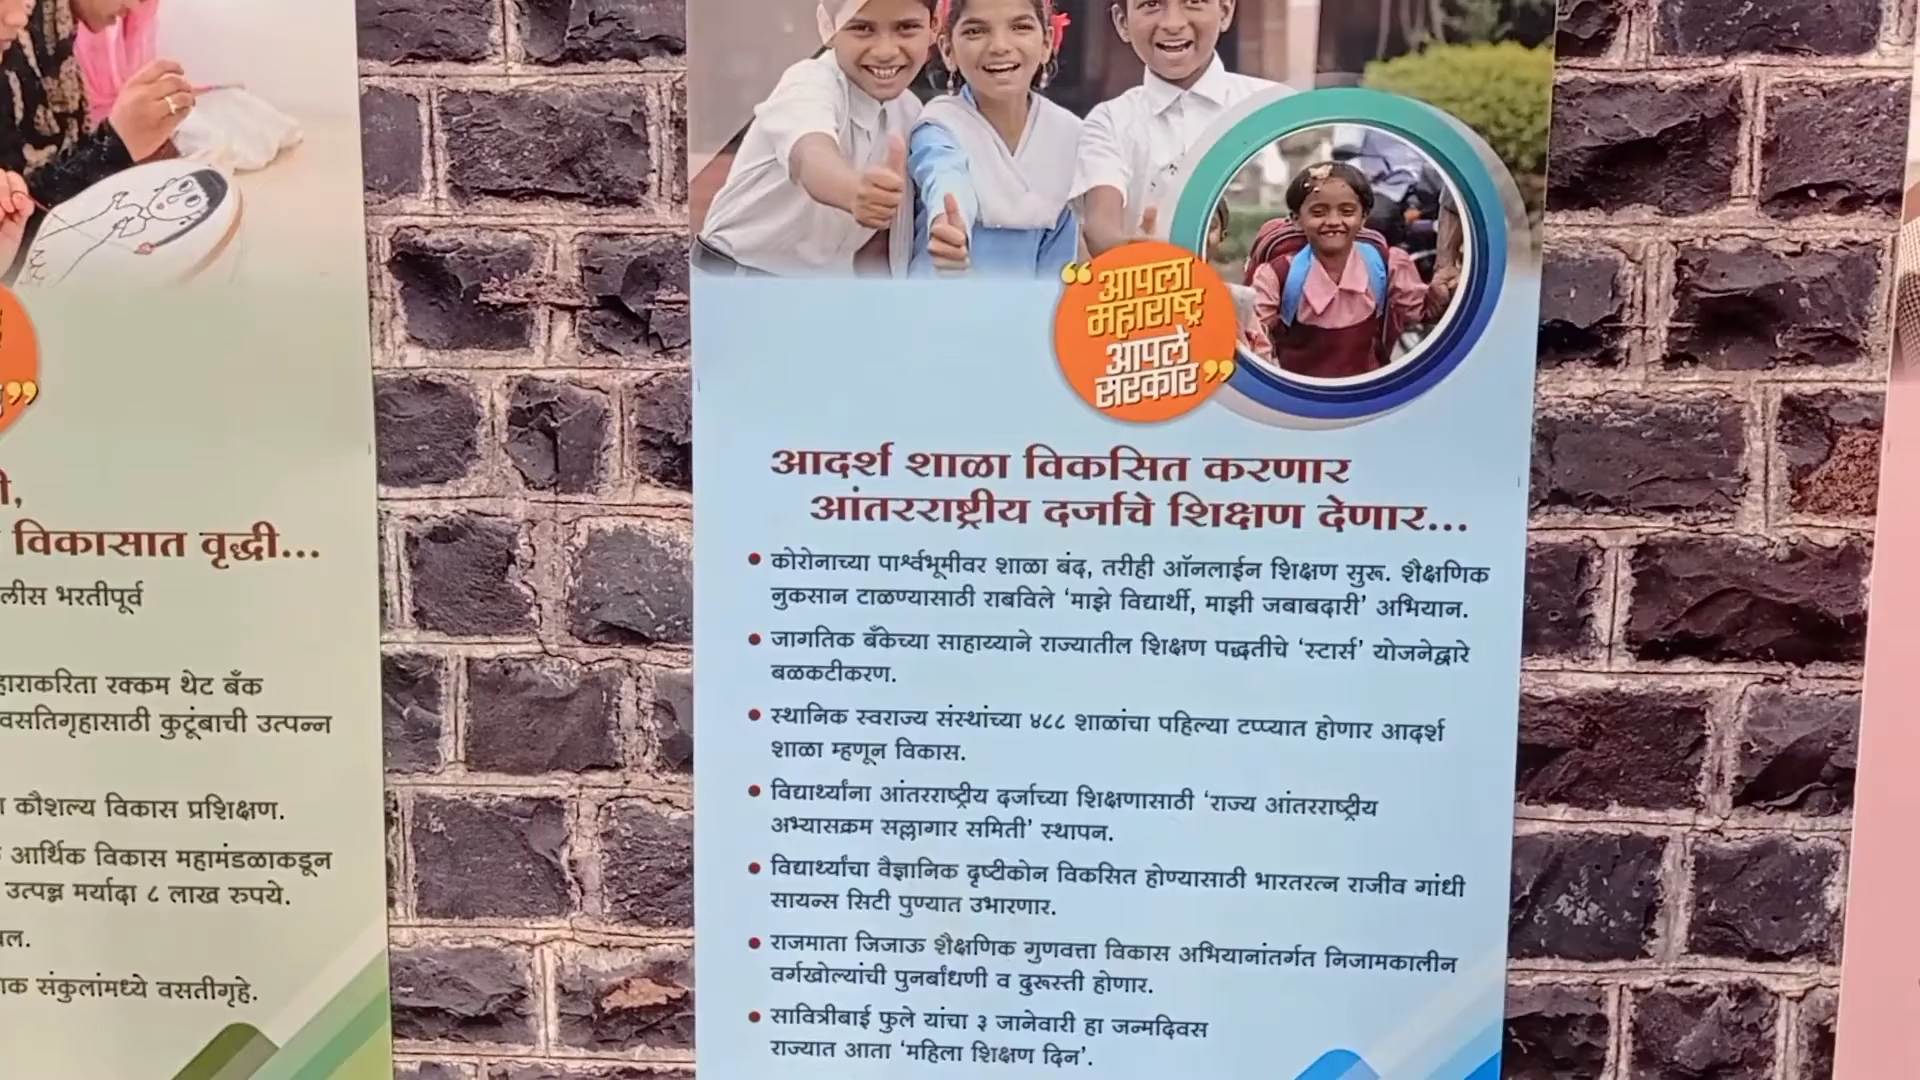 विकासात वृद्धी...
भरतीपूर्व
रक्कम थेट बँक
वसतिगृहासाठी कुटूंबाची उत्पन्न
कौशल्य विकास प्रशिक्षण.
आर्थिक विकास महामंडळाकडून
उत्पन्न मर्यादा ८ लाख रुपये.
संकुलांमध्ये वसतीगृहे.
“आपला
महाराष्ट्र
आपले
सरकार”
आदर्श शाळा विकसित करणार
आंतरराष्ट्रीय दर्जाचे शिक्षण देणार...
• कोरोनाच्या पार्श्वभूमीवर शाळा बंद, तरीही ऑनलाईन शिक्षण सुरू. शैक्षणिक
नुकसान टाळण्यासाठी राबविले ‘माझे विद्यार्थी, माझी जबाबदारी’ अभियान.
• जागतिक बँकेच्या साहाय्याने राज्यातील शिक्षण पद्धतीचे ‘स्टार्स’ योजनेद्वारे
बळकटीकरण.
• स्थानिक स्वराज्य संस्थांच्या ४८८ शाळांचा पहिल्या टप्प्यात होणार आदर्श
शाळा म्हणून विकास.
• विद्यार्थ्यांना आंतरराष्ट्रीय दर्जाच्या शिक्षणासाठी ‘राज्य आंतरराष्ट्रीय
अभ्यासक्रम सल्लागार समिती’ स्थापन.
• विद्यार्थ्यांचा वैज्ञानिक दृष्टीकोन विकसित होण्यासाठी भारतरत्न राजीव गांधी
सायन्स सिटी पुण्यात उभारणार.
• राजमाता जिजाऊ शैक्षणिक गुणवत्ता विकास अभियानांतर्गत निजामकालीन
वर्गखोल्यांची पुनर्बांधणी व दुरूस्ती होणार.
• सावित्रीबाई फुले यांचा ३ जानेवारी हा जन्मदिवस
राज्यात आता ‘महिला शिक्षण दिन’.